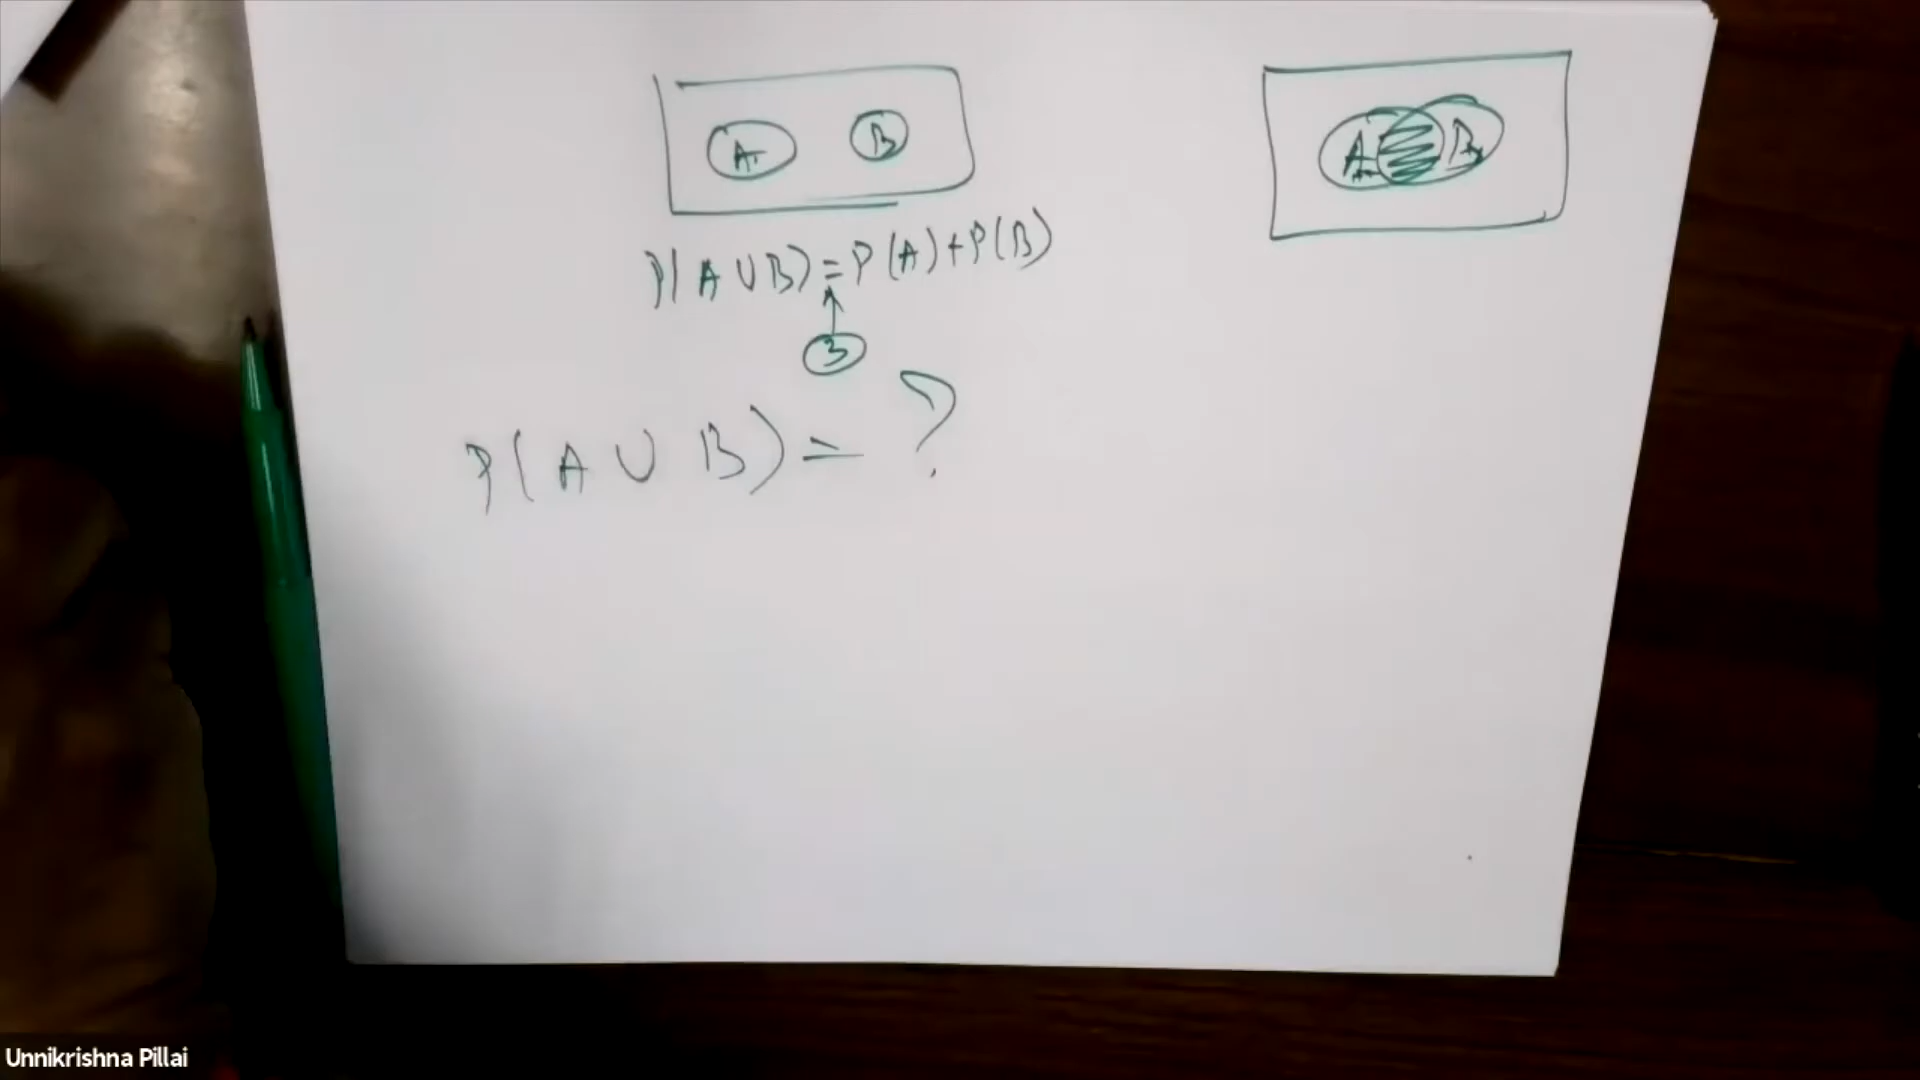 A B
A B
P(A ∪ B) = P(A) + P(B)
↑
3
P(A ∪ B) = ?
Unnikrishna Pillai